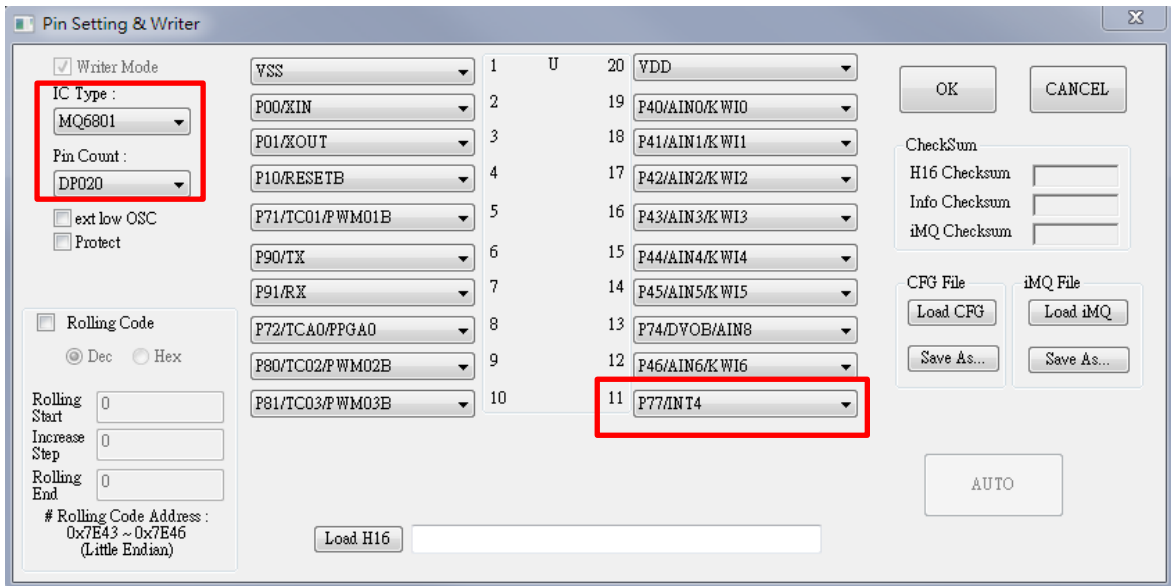 Pin Setting & Writer
Writer Mode
IC Type :
MQ6801
Pin Count :
DP020
ext low OSC
Protect
Rolling Code
Dec Hex
Rolling Start 0
Increase Step 0
Rolling End 0
# Rolling Code Address :
0x7E43 ~ 0x7E46
(Little Endian)
VSS 1 U 20 VDD
P00/XIN 2 19 P40/AIN0/KWI0
P01/XOUT 3 18 P41/AIN1/KWI1
P10/RESETB 4 17 P42/AIN2/KWI2
P71/TC01/PWM01B 5 16 P43/AIN3/KWI3
P90/TX 6 15 P44/AIN4/KWI4
P91/RX 7 14 P45/AIN5/KWI5
P72/TCA0/PPGA0 8 13 P74/DVOB/AIN8
P80/TC02/PWM02B 9 12 P46/AIN6/KWI6
P81/TC03/PWM03B 10 11 P77/INT4
Load H16
OK CANCEL
CheckSum
H16 Checksum
Info Checksum
iMQ Checksum
CFG File iMQ File
Load CFG Load iMQ
Save As... Save As...
AUTO